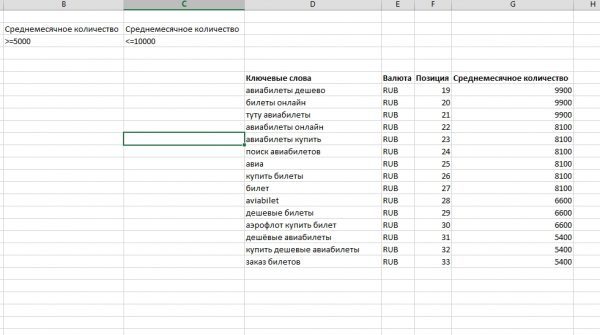 B C D E F G H
Среднемесячное количество Среднемесячное количество
>=5000 <=10000
Ключевые слова Валюта Позиция Среднемесячное количество
авиабилеты дешево RUB 19 9900
билеты онлайн RUB 20 9900
туту авиабилеты RUB 21 9900
авиабилеты онлайн RUB 22 8100
авиабилеты купить RUB 23 8100
поиск авиабилетов RUB 24 8100
авиа RUB 25 8100
купить билеты RUB 26 8100
билет RUB 27 8100
aviabilet RUB 28 6600
дешевые билеты RUB 29 6600
аэрофлот купить билет RUB 30 6600
дешёвые авиабилеты RUB 31 5400
купить дешевые авиабилеты RUB 32 5400
заказ билетов RUB 33 5400